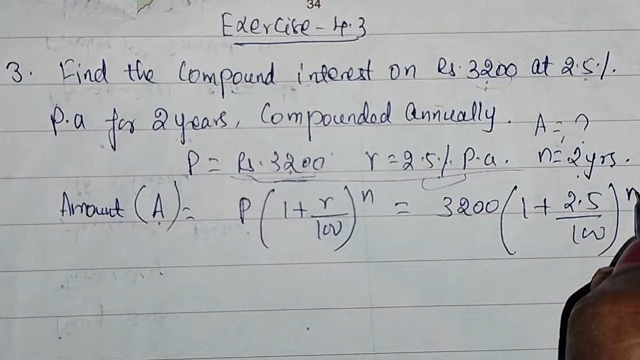 34
Exercise - 4.3
3. Find the Compound interest on Rs. 3200 at 2.5%.
p.a for 2 years, Compounded Annually. A = ?
P = Rs. 3200 r = 2.5% p.a. n = 2 yrs.
Amount (A) = P(1 + r/100)^n = 3200(1 + 2.5/100)^n